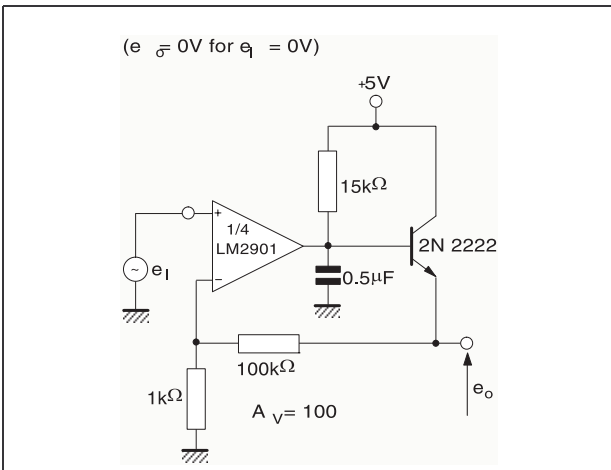 (e o = 0V for e I = 0V)
+5V
15kΩ
+
1/4
LM2901
−
2N 2222
~
e I
0.5μF
100kΩ
1kΩ
A V = 100
e o